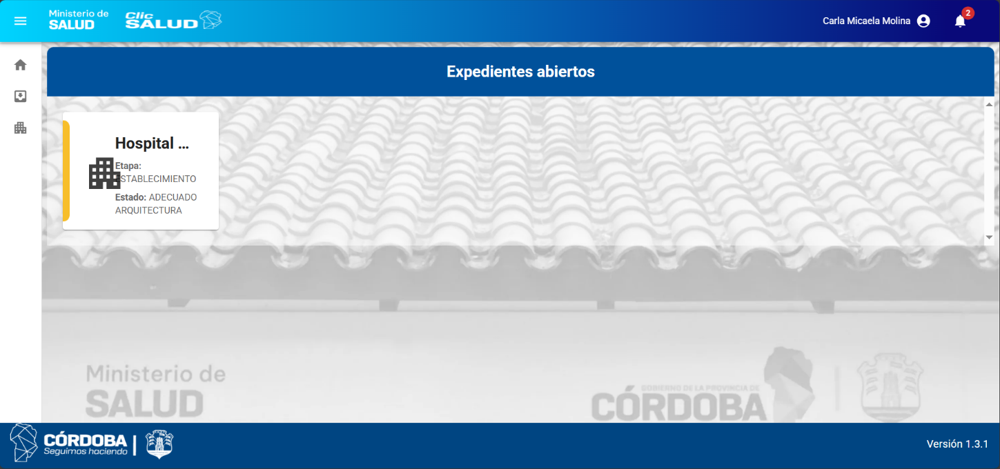 Ministerio de
SALUD
Clic
SALUD
Carla Micaela Molina
2
Expedientes abiertos
Hospital ...
Etapa:
ESTABLECIMIENTO
Estado: ADECUADO
ARQUITECTURA
Ministerio de
SALUD
GOBIERNO DE LA PROVINCIA DE
CÓRDOBA
CÓRDOBA
Seguimos haciendo
Versión 1.3.1